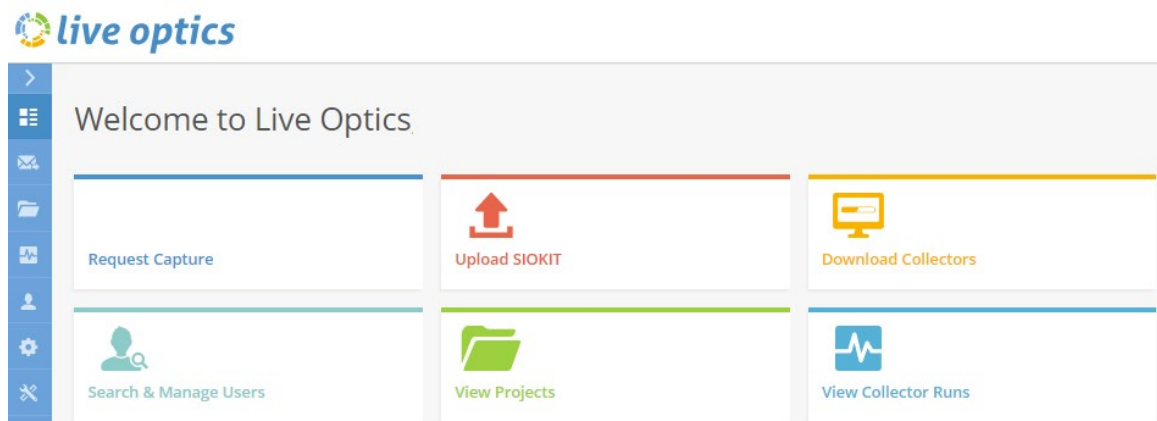 live optics
Welcome to Live Optics,
Request Capture
Upload SIOKIT
Download Collectors
Search & Manage Users
View Projects
View Collector Runs